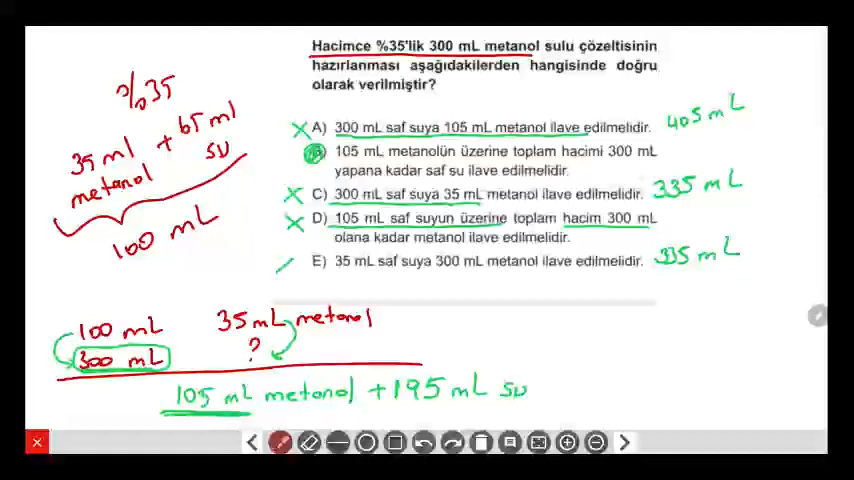 Hacimce %35'lik 300 mL metanol sulu çözeltisinin
hazırlanması aşağıdakilerden hangisinde doğru
olarak verilmiştir?
A) 300 mL saf suya 105 mL metanol ilave edilmelidir. 405 mL
105 mL metanolün üzerine toplam hacimi 300 mL
yapana kadar saf su ilave edilmelidir.
C) 300 mL saf suya 35 mL metanol ilave edilmelidir. 335 mL
D) 105 mL saf suyun üzerine toplam hacim 300 mL
olana kadar metanol ilave edilmelidir.
E) 35 mL saf suya 300 mL metanol ilave edilmelidir. 335 mL
%35
35 ml + 65 ml
metanol su
100 mL
100 mL 35 mL metanol
300 mL ?
105 mL metanol + 195 mL su